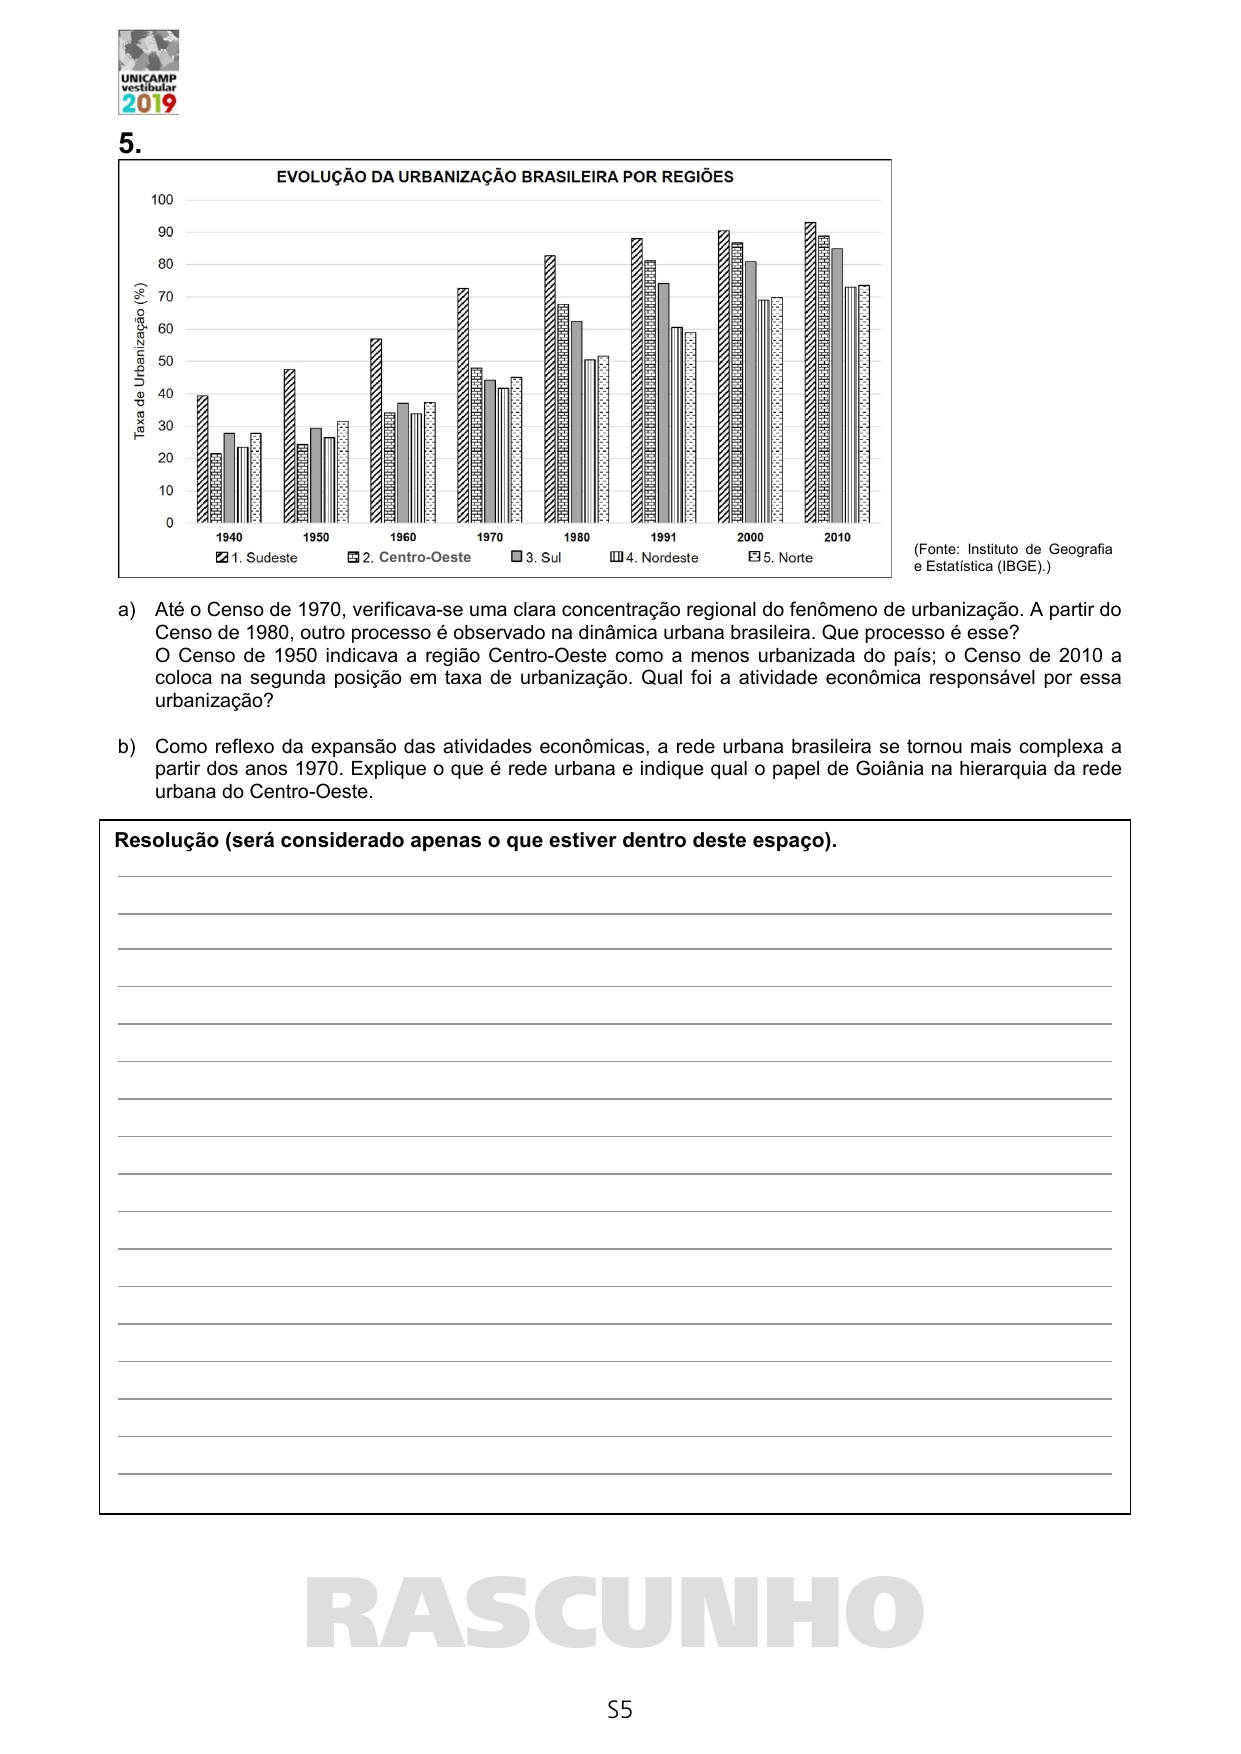 UNICAMP
vestibular
2019
5.
EVOLUÇÃO DA URBANIZAÇÃO BRASILEIRA POR REGIÕES
Taxa de Urbanização (%)
100
90
80
70
60
50
40
30
20
10
0
1940 1950 1960 1970 1980 1991 2000 2010
1. Sudeste 2. Centro-Oeste 3. Sul 4. Nordeste 5. Norte
(Fonte: Instituto de Geografia
e Estatística (IBGE).)
a) Até o Censo de 1970, verificava-se uma clara concentração regional do fenômeno de urbanização. A partir do
Censo de 1980, outro processo é observado na dinâmica urbana brasileira. Que processo é esse?
O Censo de 1950 indicava a região Centro-Oeste como a menos urbanizada do país; o Censo de 2010 a
coloca na segunda posição em taxa de urbanização. Qual foi a atividade econômica responsável por essa
urbanização?
b) Como reflexo da expansão das atividades econômicas, a rede urbana brasileira se tornou mais complexa a
partir dos anos 1970. Explique o que é rede urbana e indique qual o papel de Goiânia na hierarquia da rede
urbana do Centro-Oeste.
Resolução (será considerado apenas o que estiver dentro deste espaço).
RASCUNHO
S5